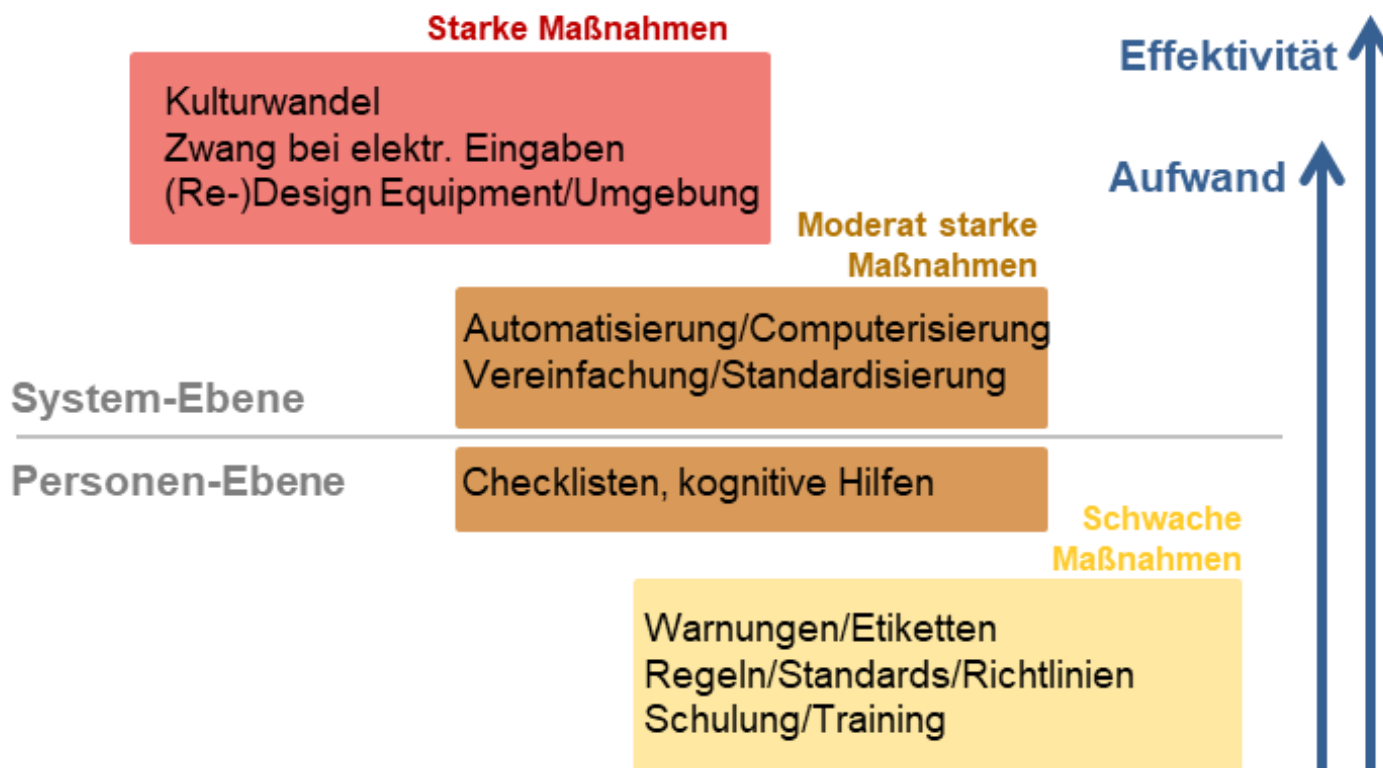 Starke Maßnahmen
Effektivität
Kulturwandel
Zwang bei elektr. Eingaben
(Re-)Design Equipment/Umgebung
Aufwand
Moderat starke
Maßnahmen
Automatisierung/Computerisierung
Vereinfachung/Standardisierung
System-Ebene
Personen-Ebene
Checklisten, kognitive Hilfen
Schwache
Maßnahmen
Warnungen/Etiketten
Regeln/Standards/Richtlinien
Schulung/Training